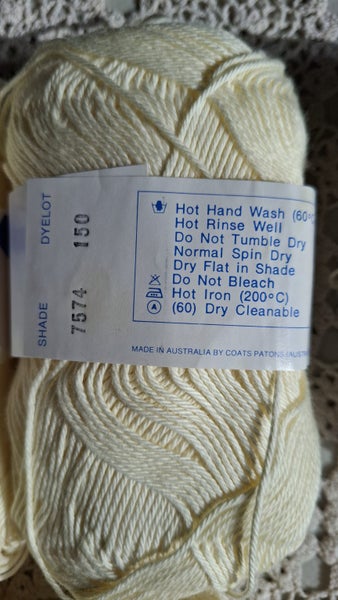 Hot Hand Wash (60°C
Hot Rinse Well
Do Not Tumble Dry
Normal Spin Dry
Dry Flat in Shade
Do Not Bleach
Hot Iron (200°C)
(60) Dry Cleanable
MADE IN AUSTRALIA BY COATS PATONS (AUSTR
SHADE 7574
DYELOT 150